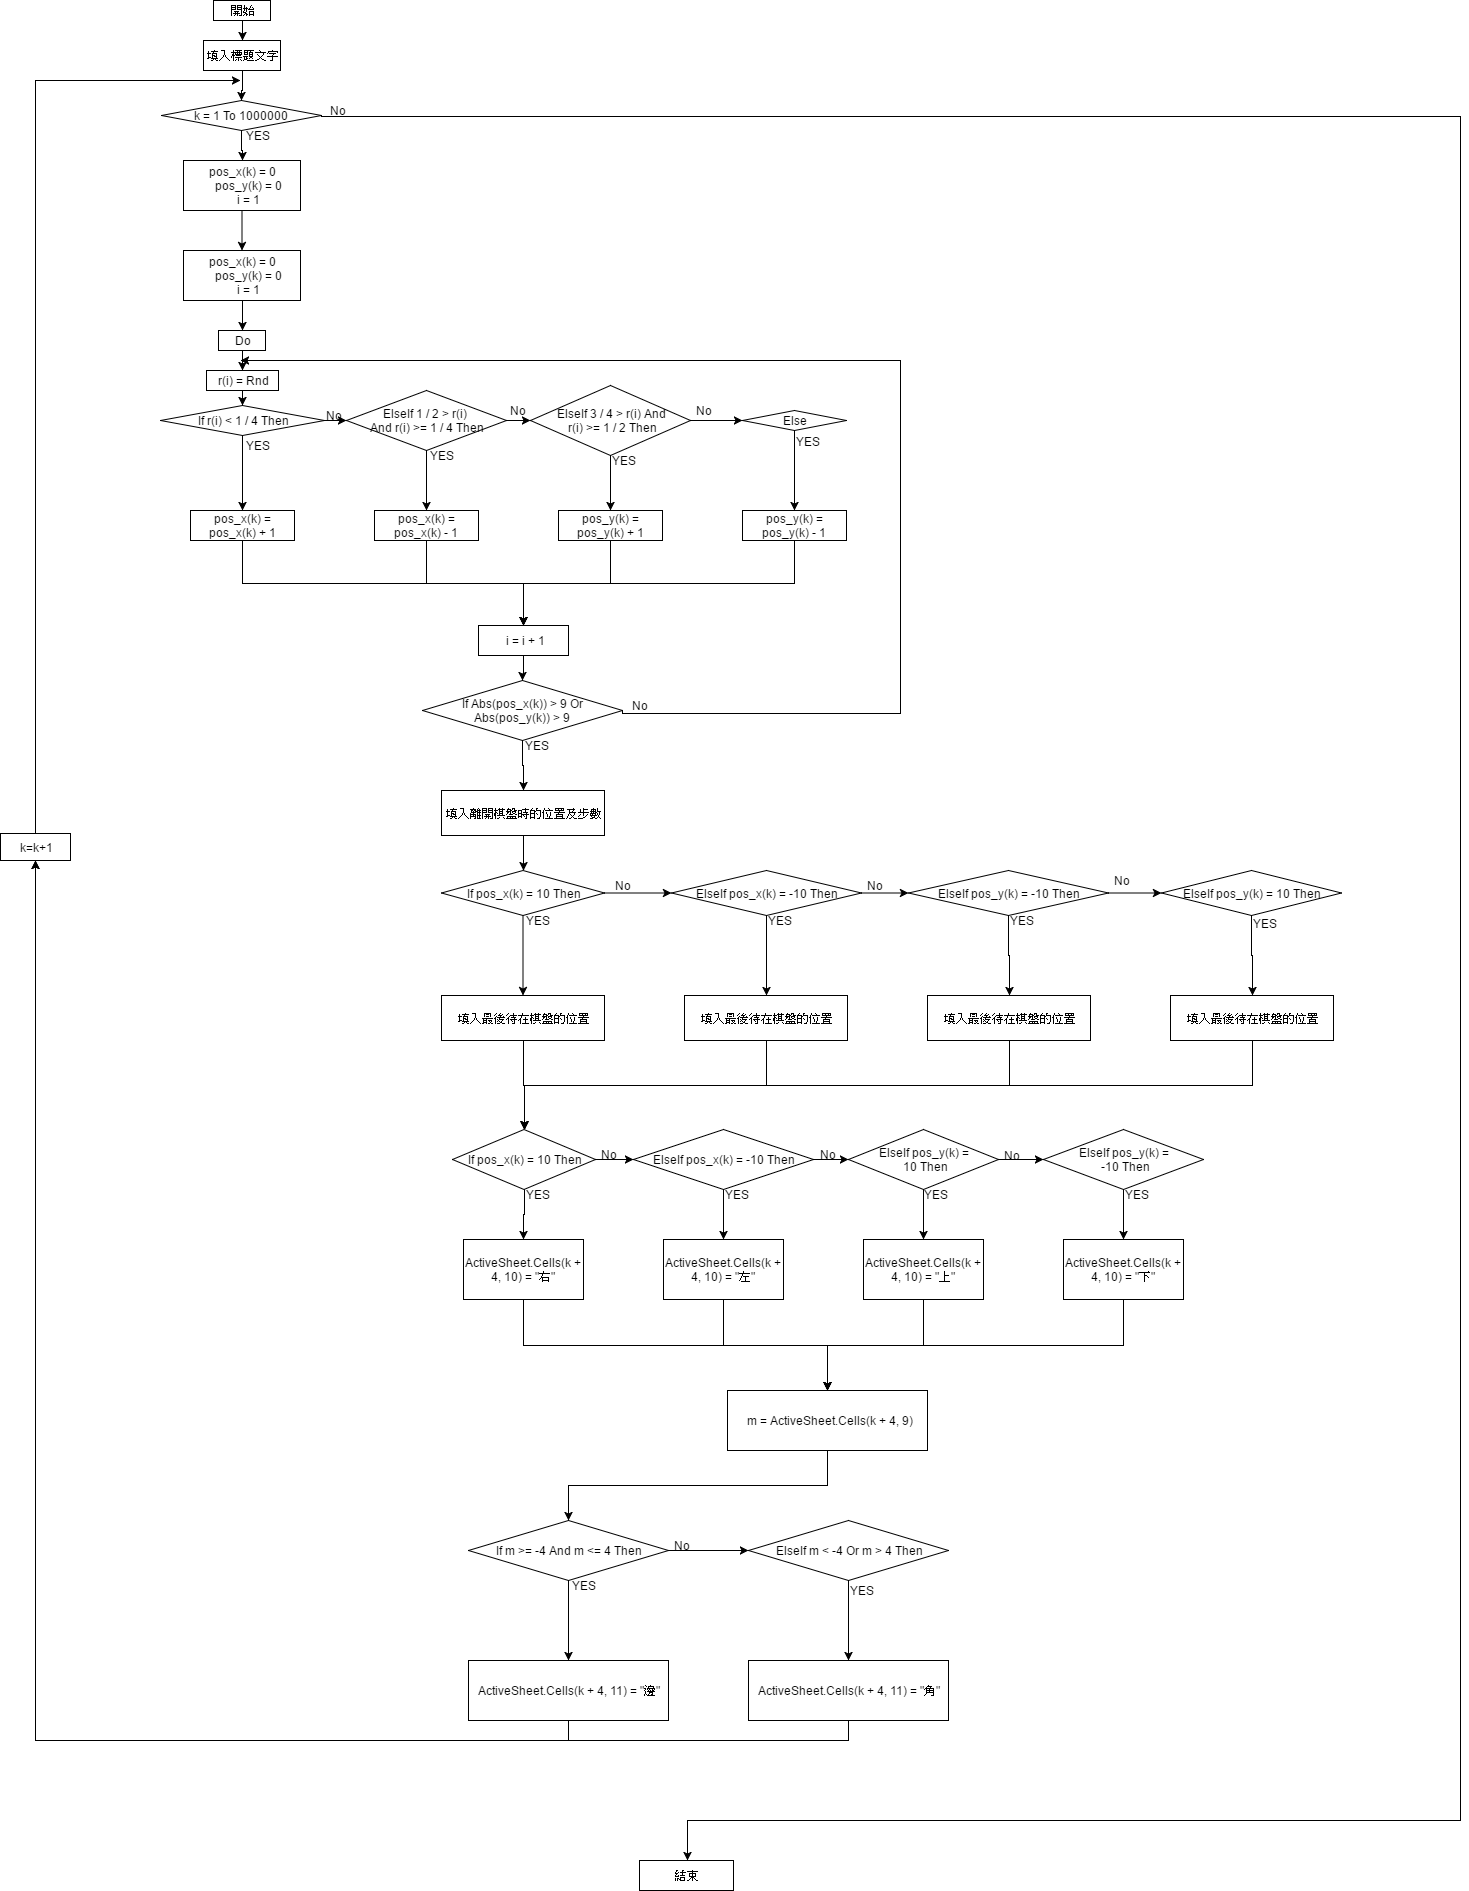 開始
填入標題文字
k = 1 To 1000000
No
YES
pos_x(k) = 0
pos_y(k) = 0
i = 1
pos_x(k) = 0
pos_y(k) = 0
i = 1
Do
r(i) = Rnd
If r(i) < 1 / 4 Then
No
YES
ElseIf 1 / 2 > r(i)
And r(i) >= 1 / 4 Then
No
YES
ElseIf 3 / 4 > r(i) And
r(i) >= 1 / 2 Then
No
YES
Else
YES
pos_x(k) =
pos_x(k) + 1
pos_x(k) =
pos_x(k) - 1
pos_y(k) =
pos_y(k) + 1
pos_y(k) =
pos_y(k) - 1
i = i + 1
If Abs(pos_x(k)) > 9 Or
Abs(pos_y(k)) > 9
No
YES
填入離開棋盤時的位置及步數
k=k+1
If pos_x(k) = 10 Then
No
YES
ElseIf pos_x(k) = -10 Then
No
YES
ElseIf pos_y(k) = -10 Then
No
YES
ElseIf pos_y(k) = 10 Then
YES
填入最後待在棋盤的位置
填入最後待在棋盤的位置
填入最後待在棋盤的位置
填入最後待在棋盤的位置
If pos_x(k) = 10 Then
No
YES
ElseIf pos_x(k) = -10 Then
No
YES
ElseIf pos_y(k) =
10 Then
No
YES
ElseIf pos_y(k) =
-10 Then
YES
ActiveSheet.Cells(k +
4, 10) = "右"
ActiveSheet.Cells(k +
4, 10) = "左"
ActiveSheet.Cells(k +
4, 10) = "上"
ActiveSheet.Cells(k +
4, 10) = "下"
m = ActiveSheet.Cells(k + 4, 9)
If m >= -4 And m <= 4 Then
No
YES
ElseIf m < -4 Or m > 4 Then
YES
ActiveSheet.Cells(k + 4, 11) = "邊"
ActiveSheet.Cells(k + 4, 11) = "角"
結束